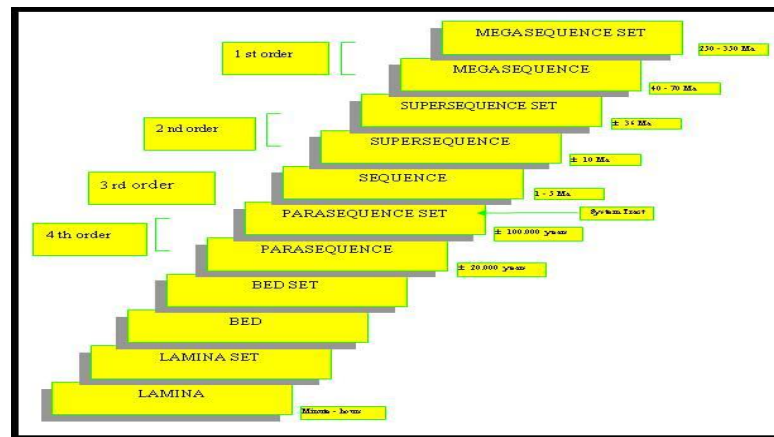 MEGASEQUENCE SET
1 st order
250 - 350 Ma
MEGASEQUENCE
40 - 70 Ma
SUPERSEQUENCE SET
2 nd order
± 36 Ma
SUPERSEQUENCE
± 10 Ma
SEQUENCE
3 rd order
1 - 5 Ma
PARASEQUENCE SET
System Tract
4 th order
± 100.000 years
PARASEQUENCE
± 20.000 years
BED SET
BED
LAMINA SET
LAMINA
Minute - hours